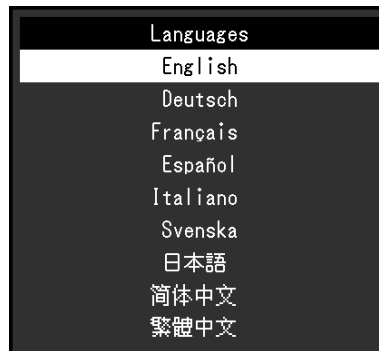 Languages
English
Deutsch
Français
Español
Italiano
Svenska
日本語
简体中文
繁體中文